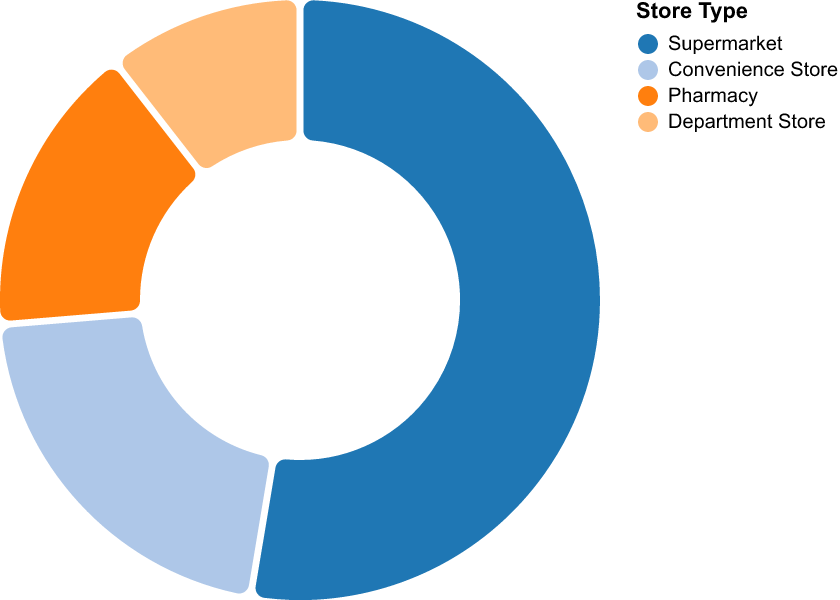 Store Type
Supermarket
Convenience Store
Pharmacy
Department Store